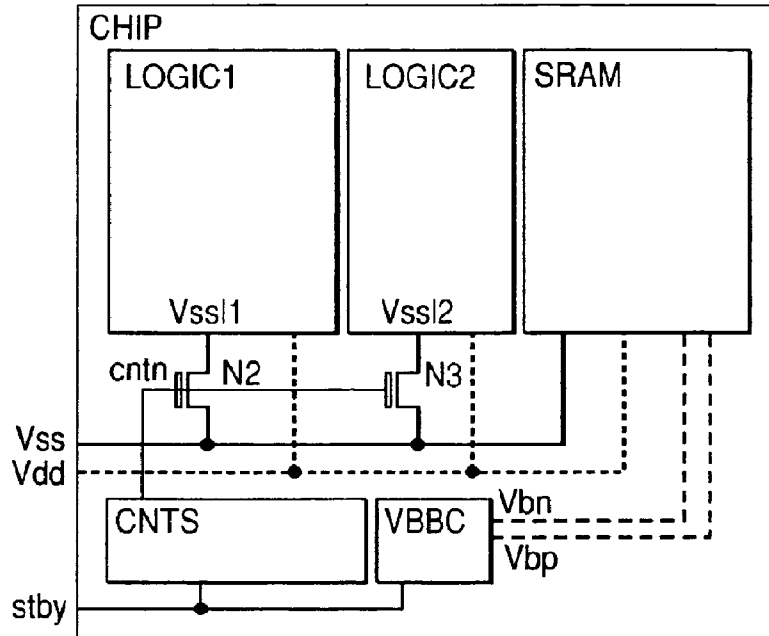 CHIP
LOGIC1
LOGIC2
SRAM
Vssl1
Vssl2
cntn
N2
N3
Vss
Vdd
CNTS
VBBC
Vbn
Vbp
stby